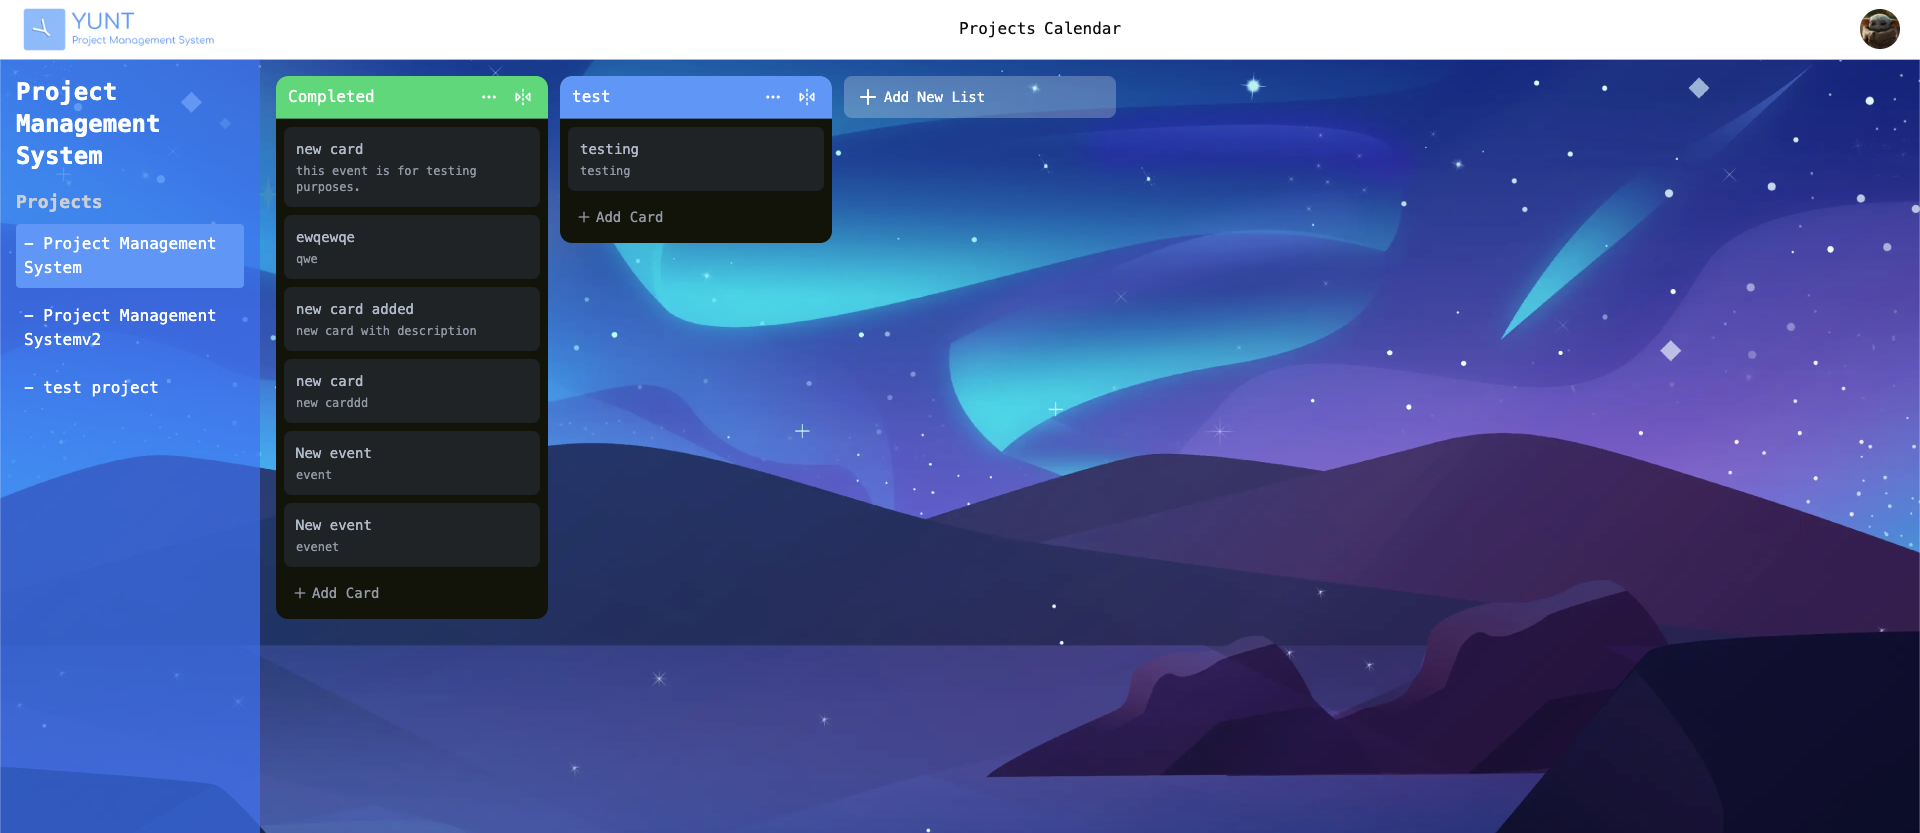 YUNT
Project Management System
Projects Calendar
Project
Management
System
Projects
– Project Management
System
– Project Management
Systemv2
– test project
Completed
new card
this event is for testing
purposes.
ewqewqe
qwe
new card added
new card with description
new card
new carddd
New event
event
New event
evenet
+ Add Card
test
testing
testing
+ Add Card
+ Add New List